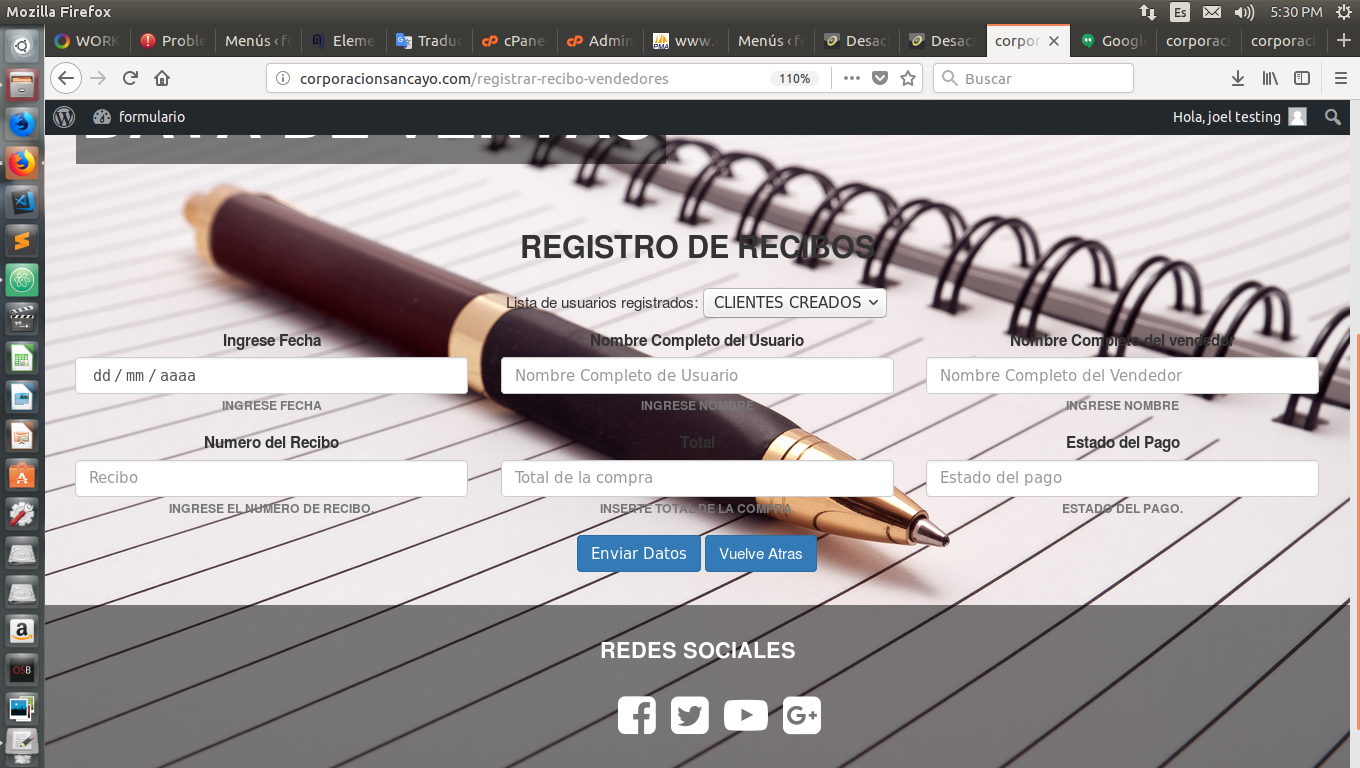 Mozilla Firefox
Es
5:30 PM
WORK
Proble
Menús ‹ fo
Eleme
Traduc
cPane
Admin
www.c
Menús ‹ fo
Desac
Desac
corpor
Googl
corporaci
corporaci
corporacionsancayo.com/registrar-recibo-vendedores
110%
Buscar
formulario
Hola, joel testing
DATA DE VENTAS
REGISTRO DE RECIBOS
Lista de usuarios registrados: CLIENTES CREADOS
Ingrese Fecha
Nombre Completo del Usuario
Nombre Completo del vendedor
dd / mm / aaaa
Nombre Completo de Usuario
Nombre Completo del Vendedor
INGRESE FECHA
INGRESE NOMBRE
INGRESE NOMBRE
Numero del Recibo
Total
Estado del Pago
Recibo
Total de la compra
Estado del pago
INGRESE EL NUMERO DE RECIBO.
INSERTE TOTAL DE LA COMPRA.
ESTADO DEL PAGO.
Enviar Datos
Vuelve Atras
REDES SOCIALES